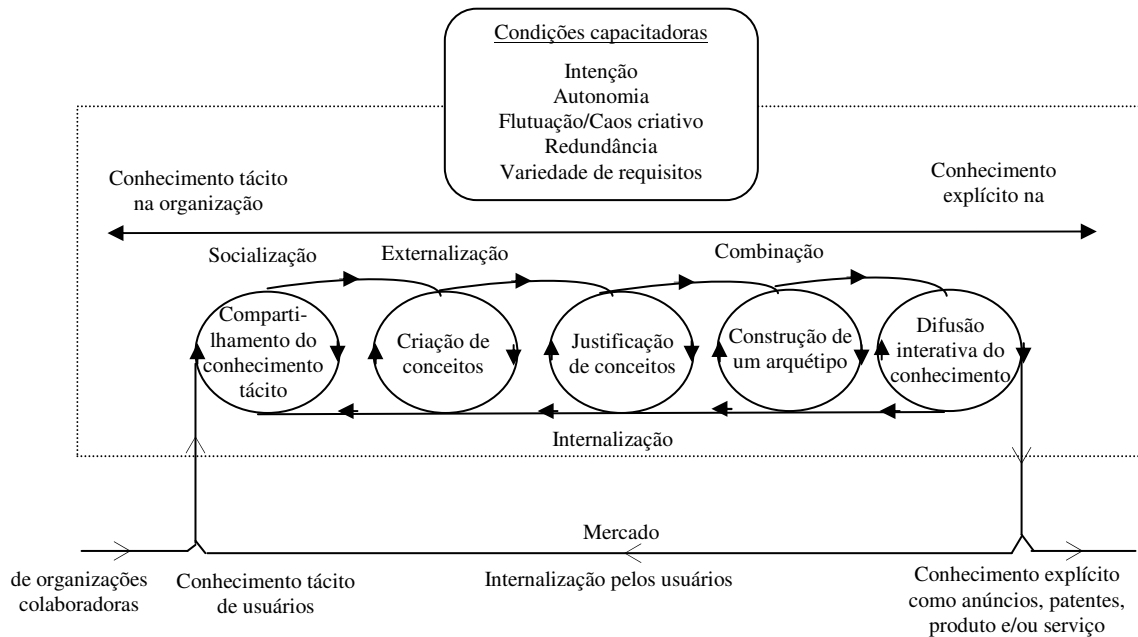 Condições capacitadoras
Intenção
Autonomia
Flutuação/Caos criativo
Redundância
Variedade de requisitos
Conhecimento tácito
na organização
Conhecimento
explícito na
Socialização
Externalização
Combinação
Comparti-
lhamento do
conhecimento
tácito
Criação de
conceitos
Justificação
de conceitos
Construção de
um arquétipo
Difusão
interativa do
conhecimento
Internalização
Mercado
de organizações
colaboradoras
Conhecimento tácito
de usuários
Internalização pelos usuários
Conhecimento explícito
como anúncios, patentes,
produto e/ou serviço